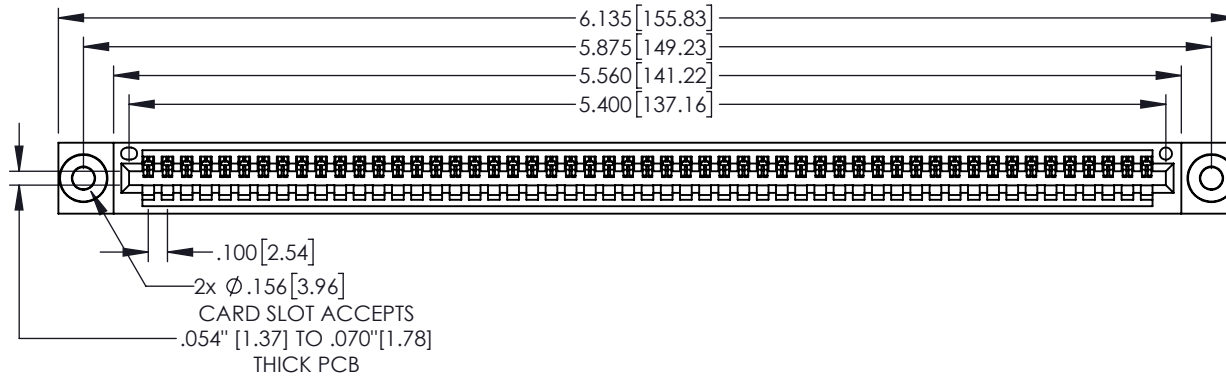 6.135[155.83]
5.875[149.23]
5.560[141.22]
5.400[137.16]
.100[2.54]
2x Ø.156[3.96]
CARD SLOT ACCEPTS
.054" [1.37] TO .070"[1.78]
THICK PCB